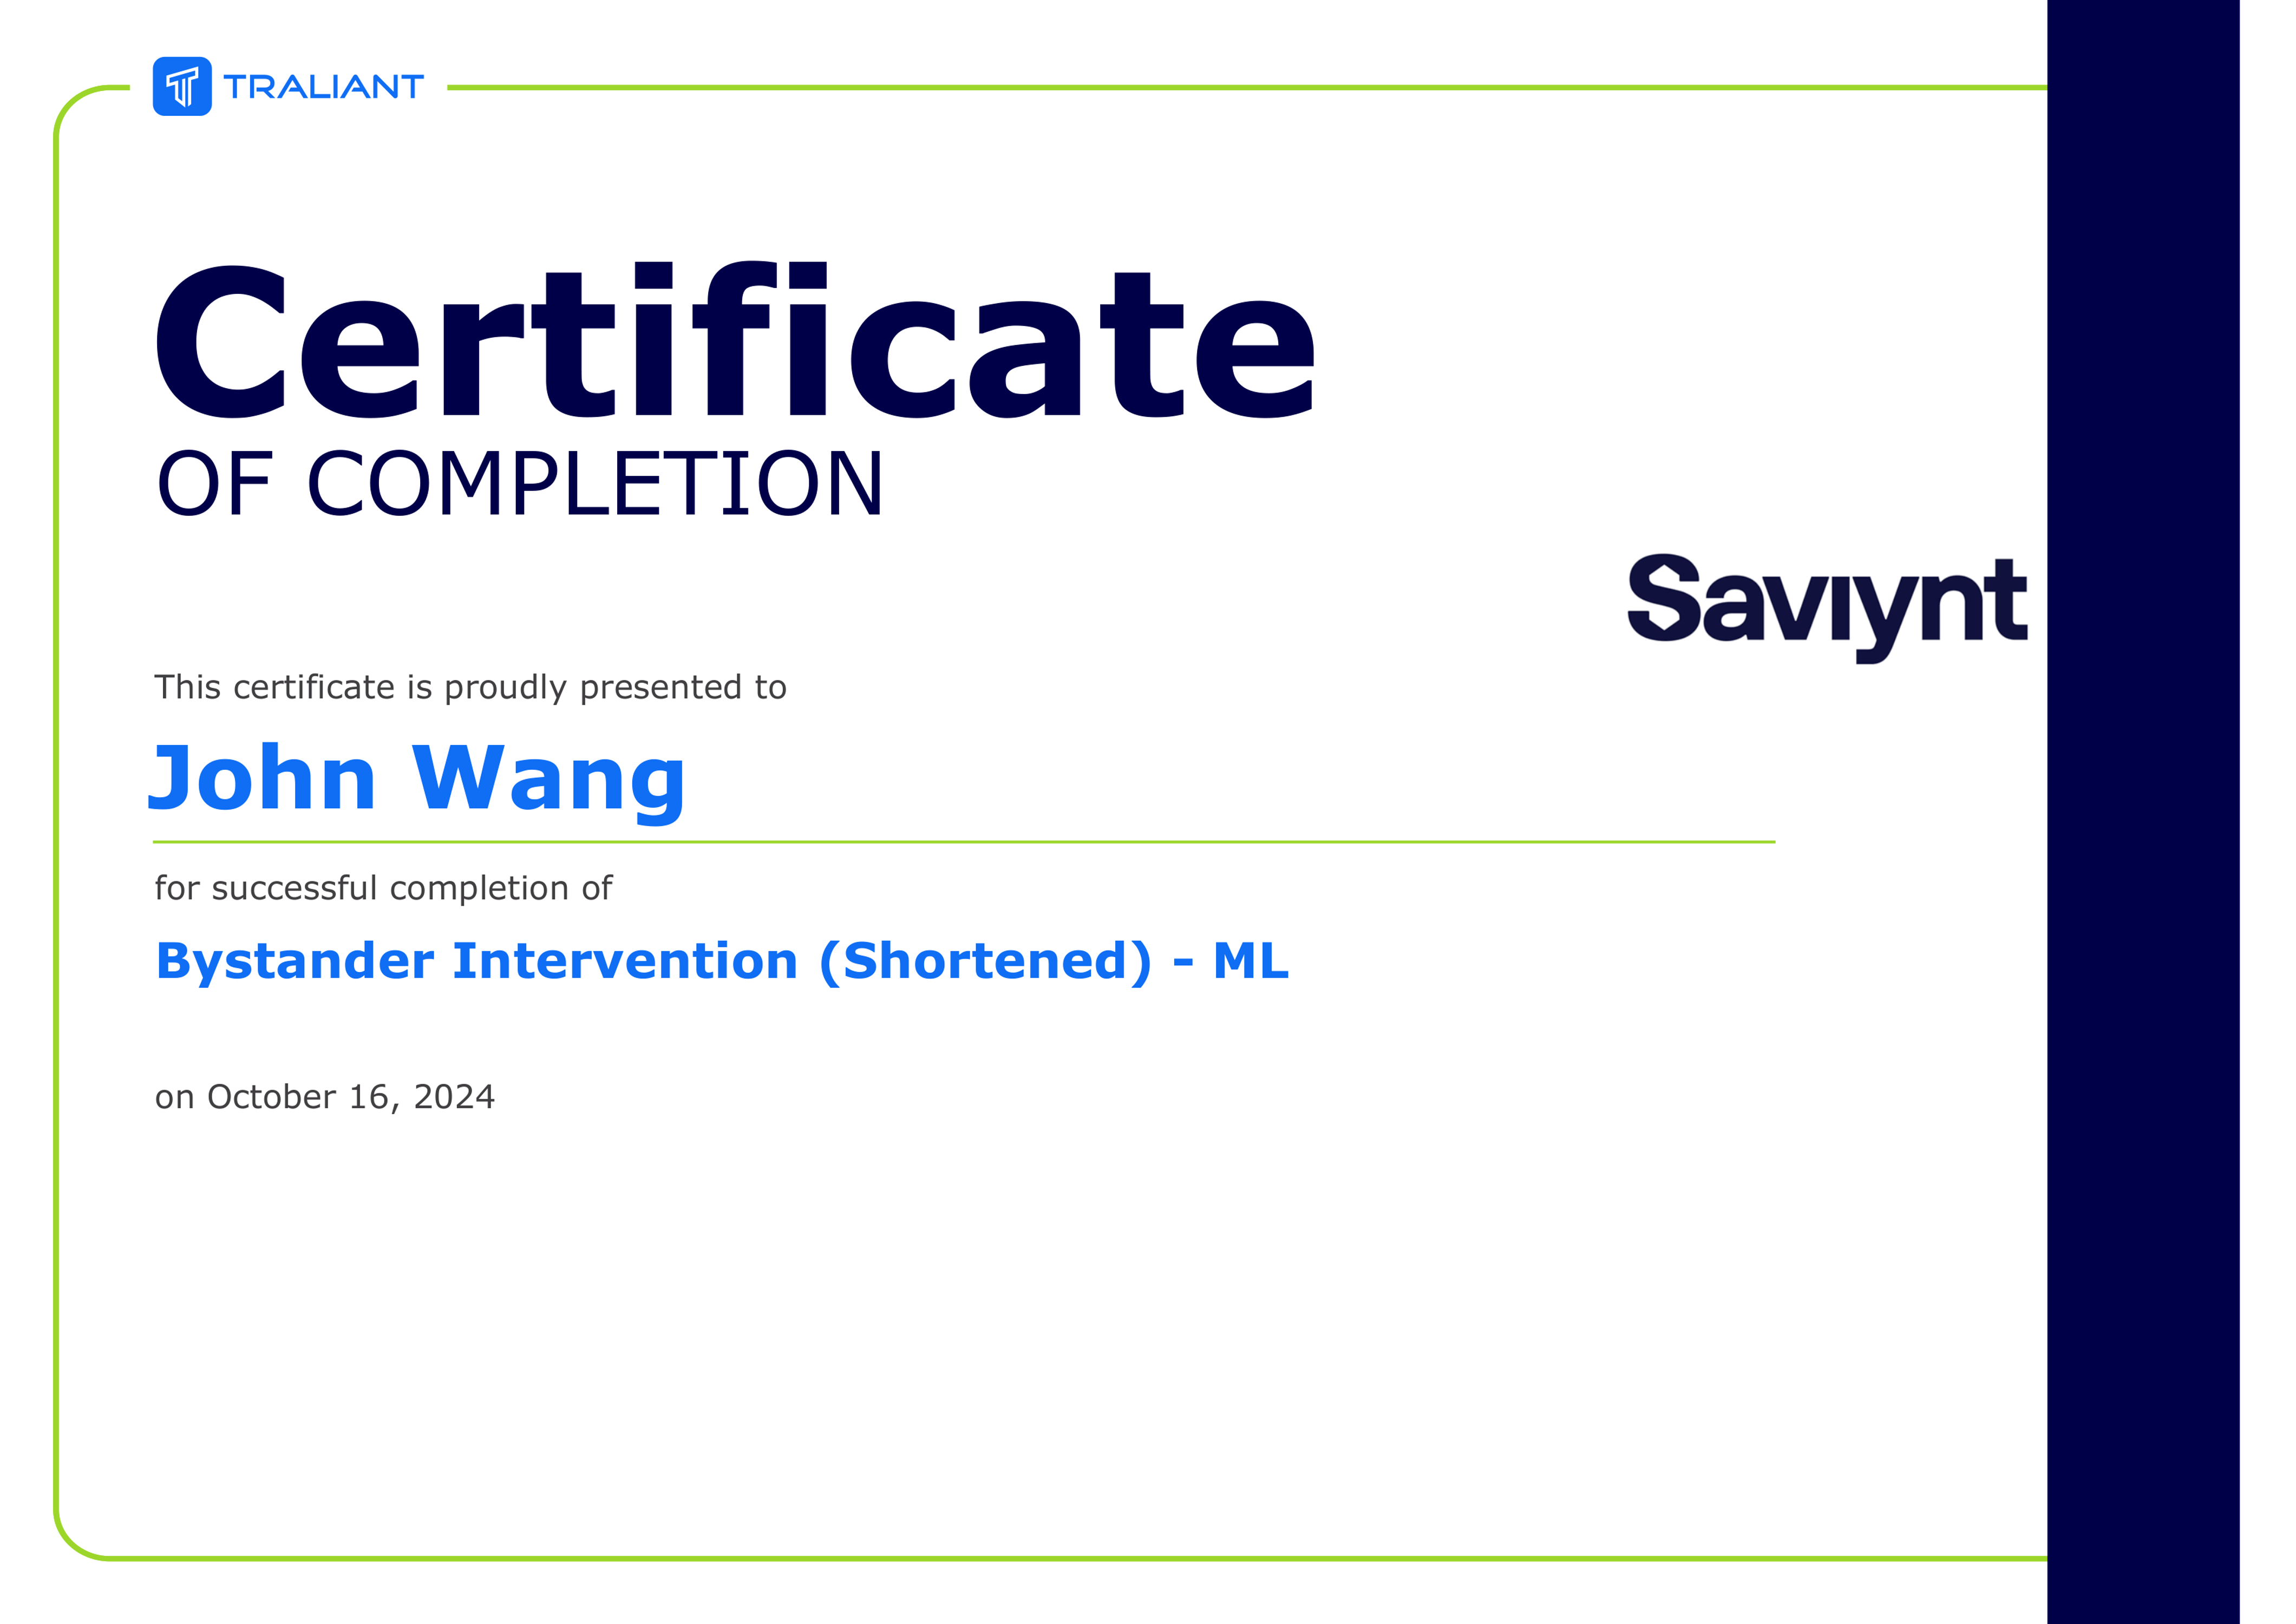 TRALIANT
Certificate
OF COMPLETION
Saviynt
This certificate is proudly presented to
John Wang
for successful completion of
Bystander Intervention (Shortened) - ML
on October 16, 2024